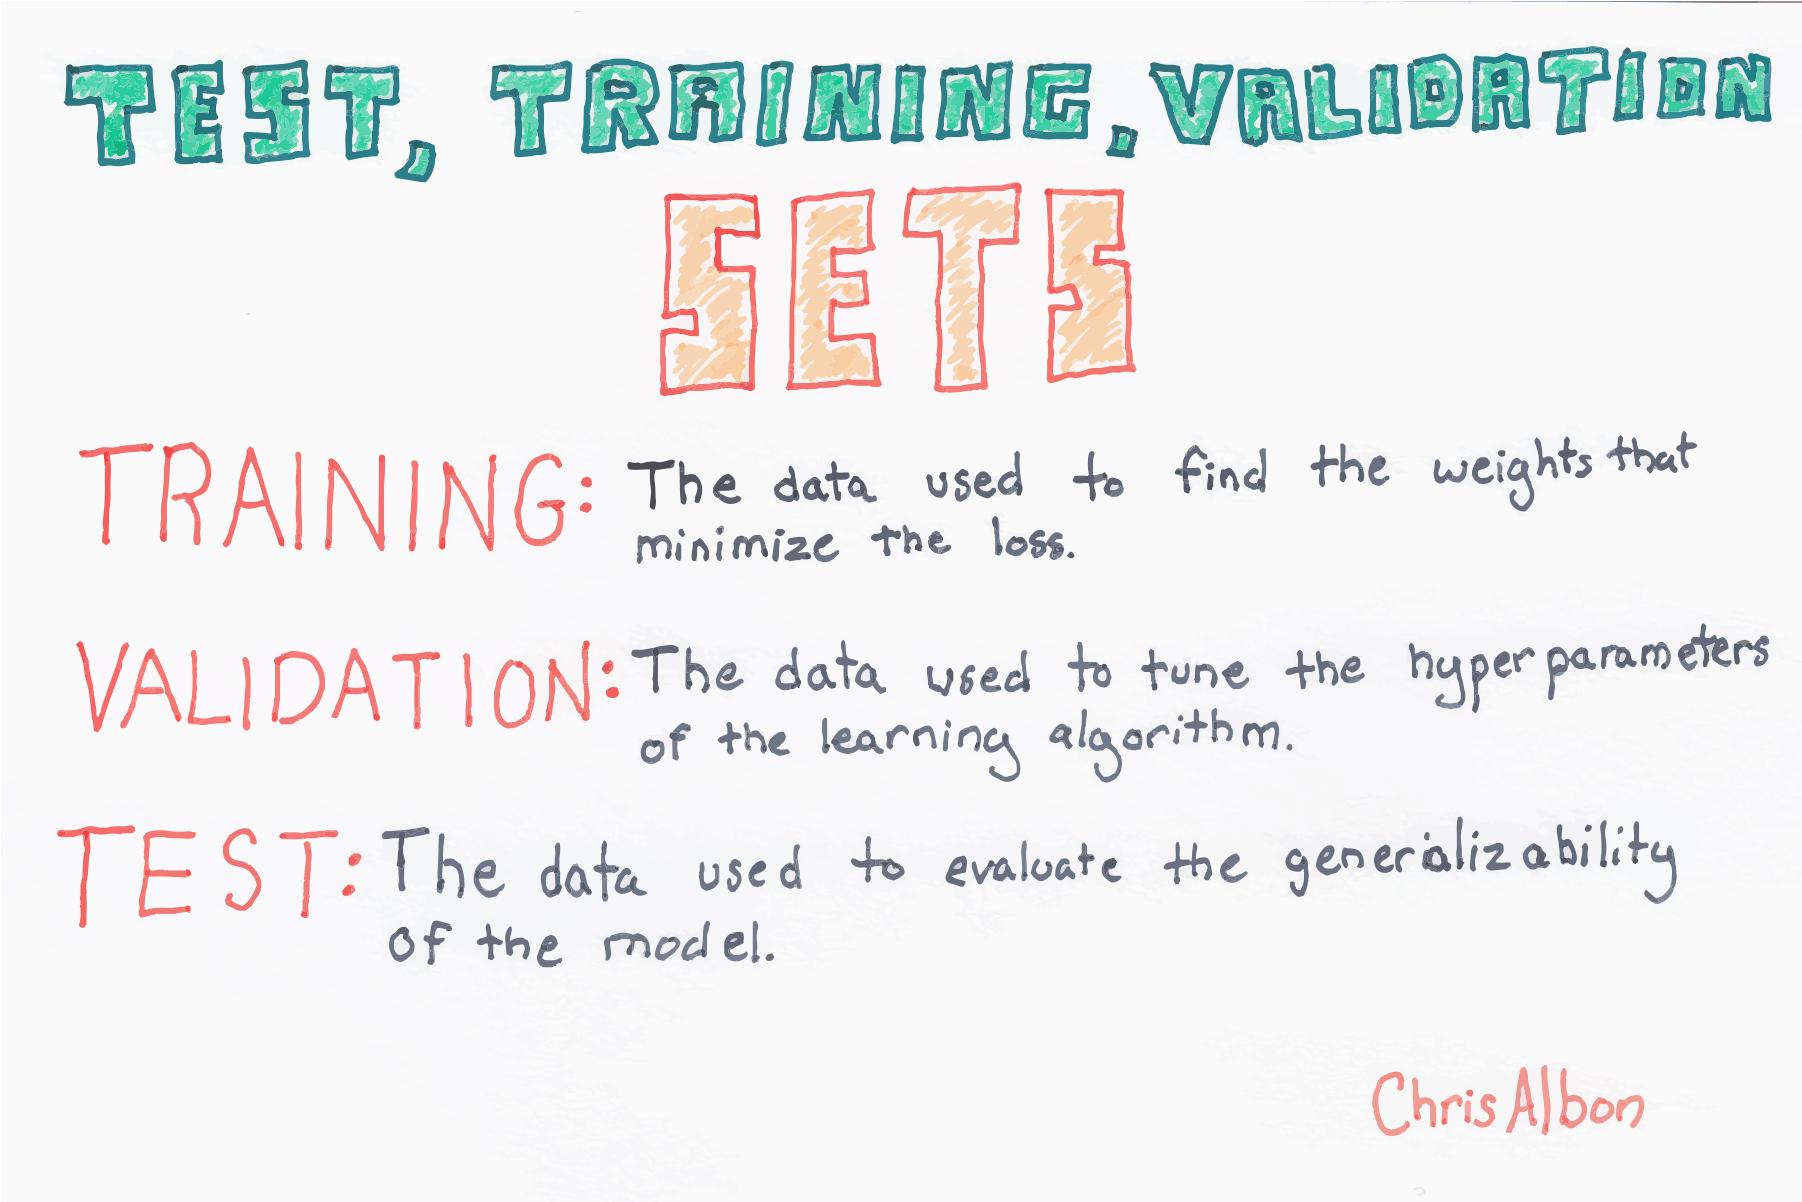 TEST, TRAINING, VALIDATION
SETS
TRAINING: The data used to find the weights that
minimize the loss.
VALIDATION: The data used to tune the hyperparameters
of the learning algorithm.
TEST: The data used to evaluate the generializability
of the model.
Chris Albon